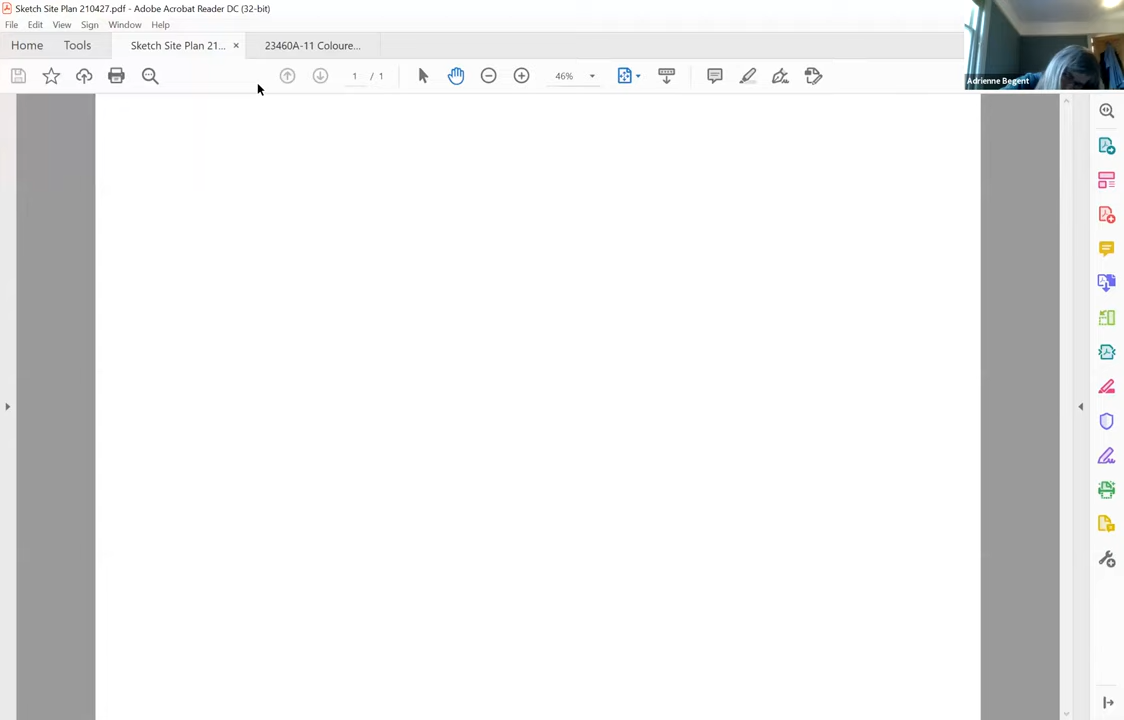 Sketch Site Plan 210427.pdf - Adobe Acrobat Reader DC (32-bit)
File Edit View Sign Window Help
Home Tools Sketch Site Plan 21... × 23460A-11 Coloure...
1 / 1 46%
Adrienne Begent